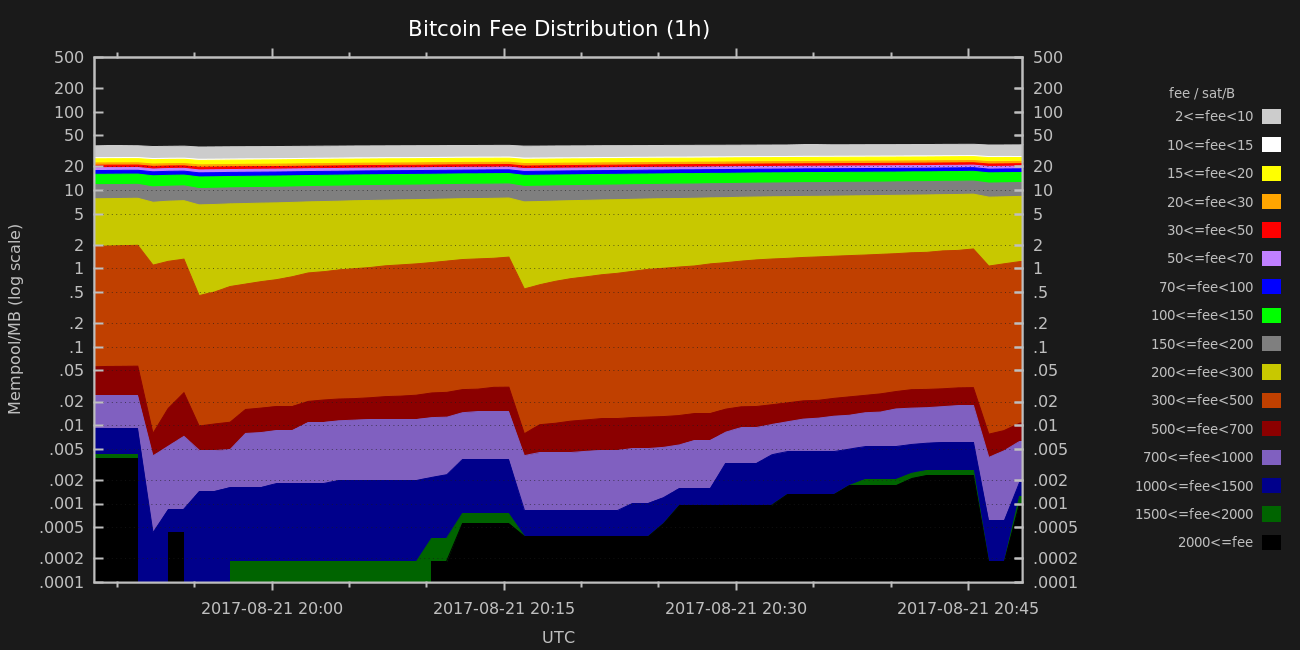 Bitcoin Fee Distribution (1h)
500 500
200 200
100 100
50 50
20 20
10 10
5 5
2 2
1 1
.5 .5
.2 .2
.1 .1
.05 .05
.02 .02
.01 .01
.005 .005
.002 .002
.001 .001
.0005 .0005
.0002 .0002
.0001 .0001
Mempool/MB (log scale)
2017-08-21 20:00 2017-08-21 20:15 2017-08-21 20:30 2017-08-21 20:45
UTC
fee / sat/B
2<=fee<10
10<=fee<15
15<=fee<20
20<=fee<30
30<=fee<50
50<=fee<70
70<=fee<100
100<=fee<150
150<=fee<200
200<=fee<300
300<=fee<500
500<=fee<700
700<=fee<1000
1000<=fee<1500
1500<=fee<2000
2000<=fee